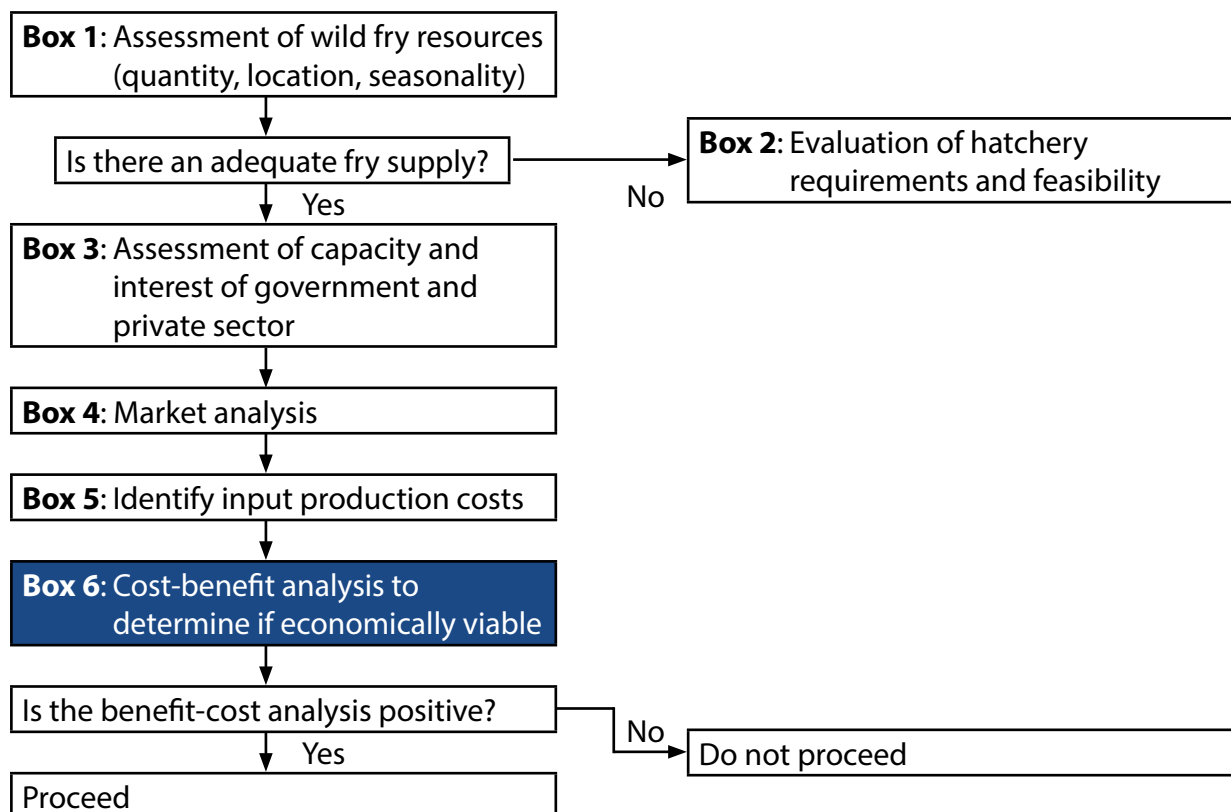 Box 1: Assessment of wild fry resources
(quantity, location, seasonality)
Is there an adequate fry supply?
No
Box 2: Evaluation of hatchery
requirements and feasibility
Yes
Box 3: Assessment of capacity and
interest of government and
private sector
Box 4: Market analysis
Box 5: Identify input production costs
Box 6: Cost-benefit analysis to
determine if economically viable
Is the benefit-cost analysis positive?
No
Do not proceed
Yes
Proceed